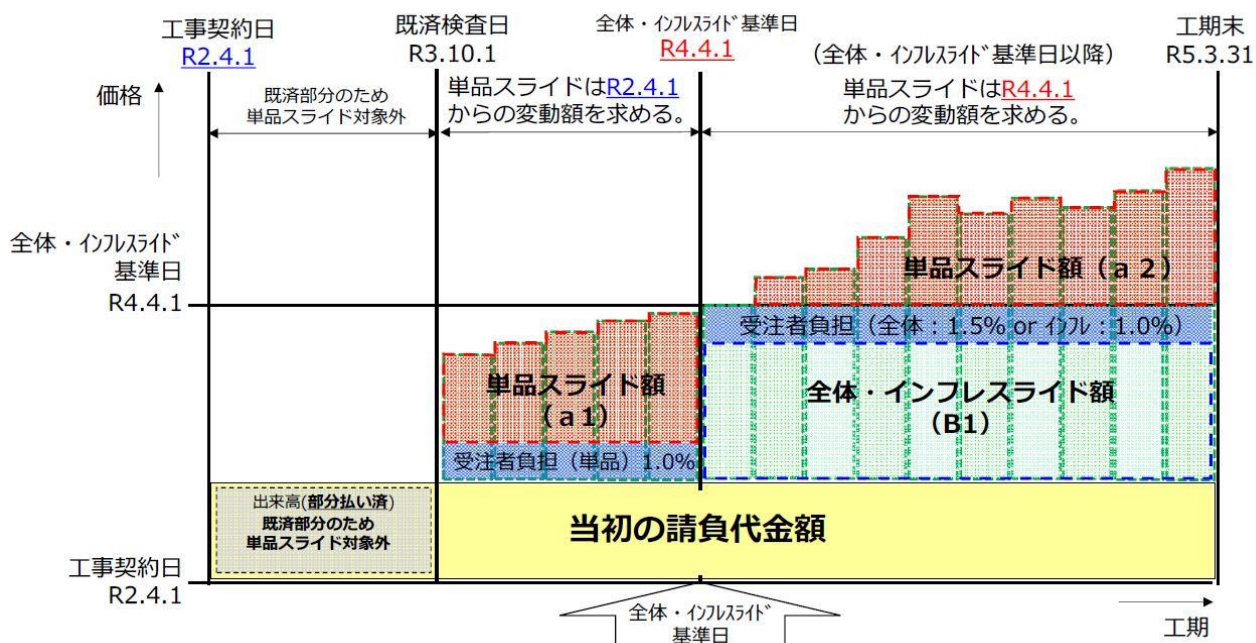 工事契約日
R2.4.1
既済検査日
R3.10.1
全体・ｲﾝﾌﾚｽﾗｲﾄﾞ基準日
R4.4.1
工期末
R5.3.31
(全体・ｲﾝﾌﾚｽﾗｲﾄﾞ基準日以降)
価格
既済部分のため
単品スライド対象外
単品スライドはR2.4.1
からの変動額を求める。
単品スライドはR4.4.1
からの変動額を求める。
全体・ｲﾝﾌﾚｽﾗｲﾄﾞ
基準日
R4.4.1
単品スライド額（a２）
受注者負担（全体：1.5% or ｲﾝﾌﾚ：1.0%）
単品スライド額
（a１）
全体・インフレスライド額
(B1)
受注者負担（単品）1.0%
出来高(部分払い済)
既済部分のため
単品スライド対象外
当初の請負代金額
工事契約日
R2.4.1
全体・ｲﾝﾌﾚｽﾗｲﾄﾞ
基準日
工期